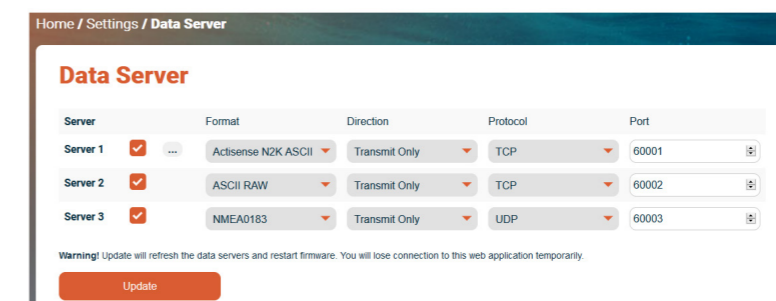 Home / Settings / Data Server
Data Server
Server Format Direction Protocol Port
Server 1 ... Actisense N2K ASCII Transmit Only TCP 60001
Server 2 ASCII RAW Transmit Only TCP 60002
Server 3 NMEA0183 Transmit Only UDP 60003
Warning! Update will refresh the data servers and restart firmware. You will lose connection to this web application temporarily.
Update